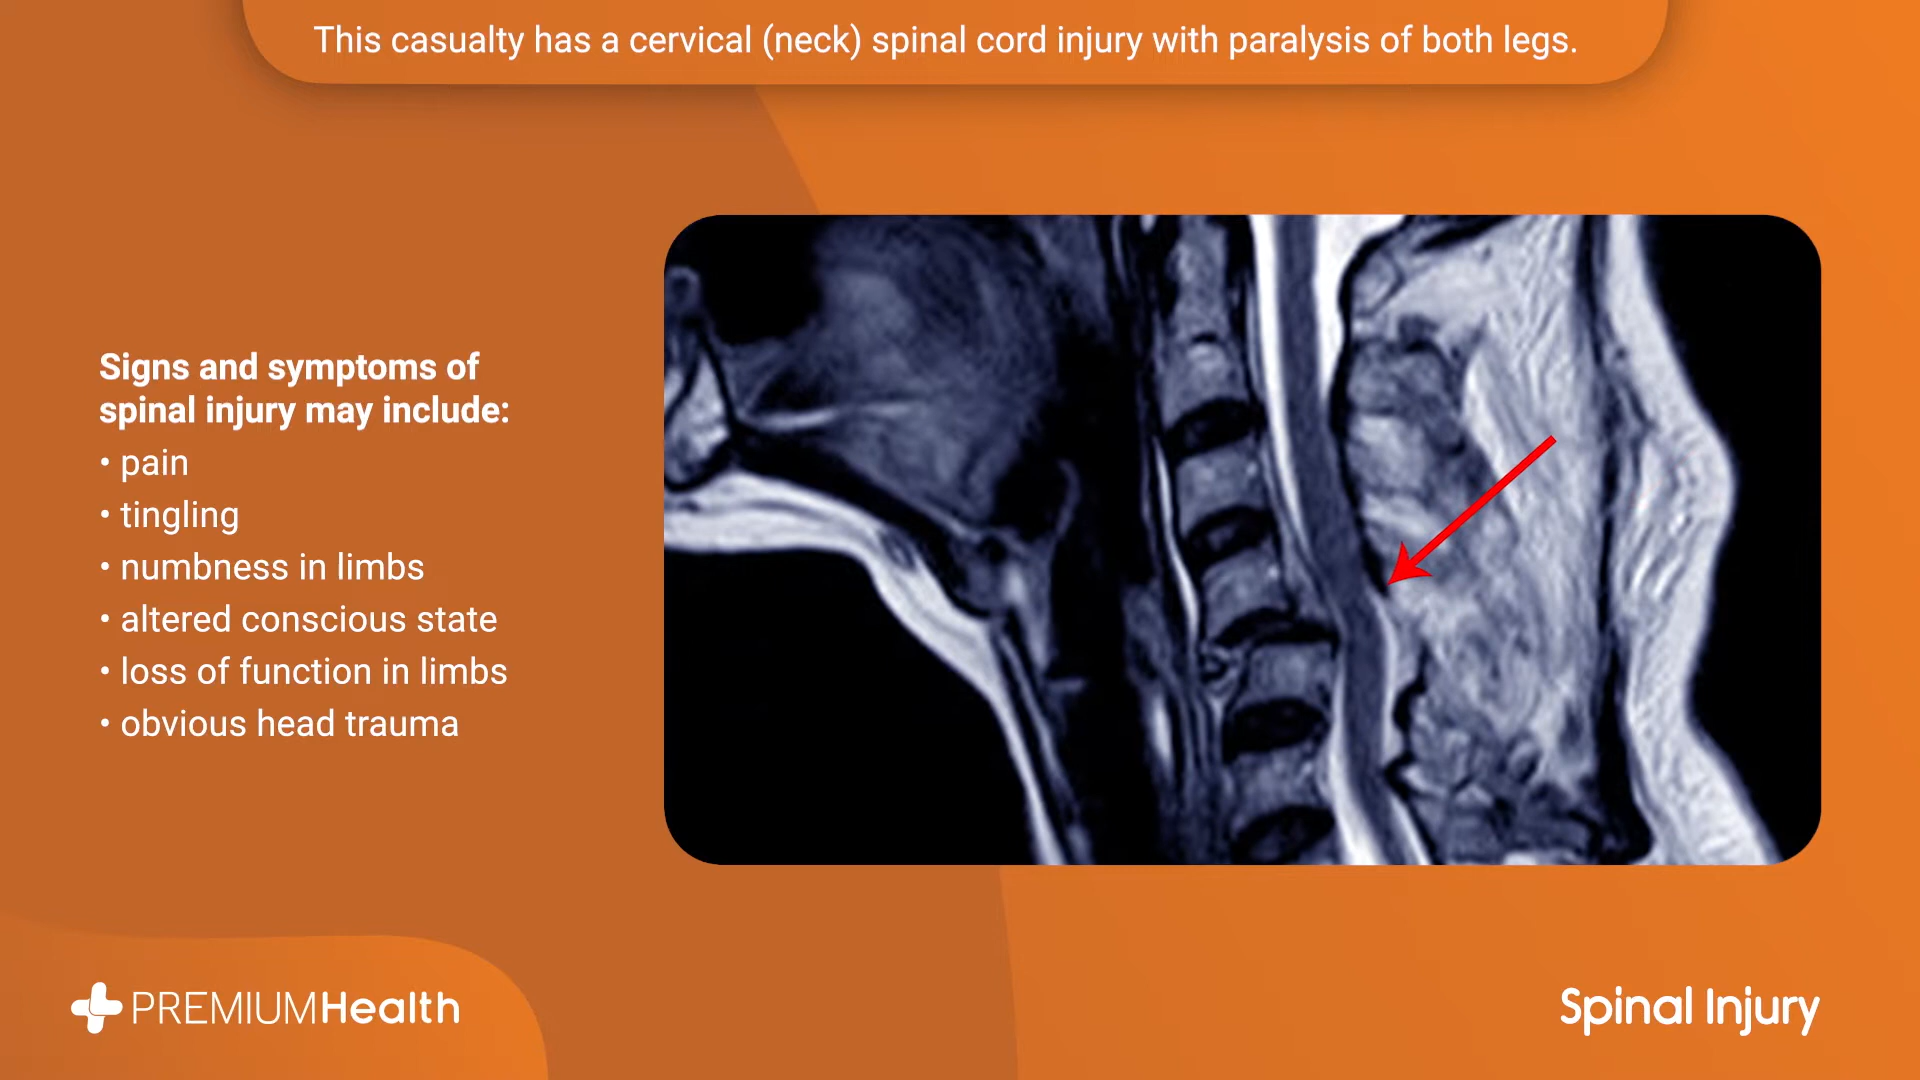 This casualty has a cervical (neck) spinal cord injury with paralysis of both legs.
Signs and symptoms of
spinal injury may include:
• pain
• tingling
• numbness in limbs
• altered conscious state
• loss of function in limbs
• obvious head trauma
PREMIUMHealth
Spinal Injury